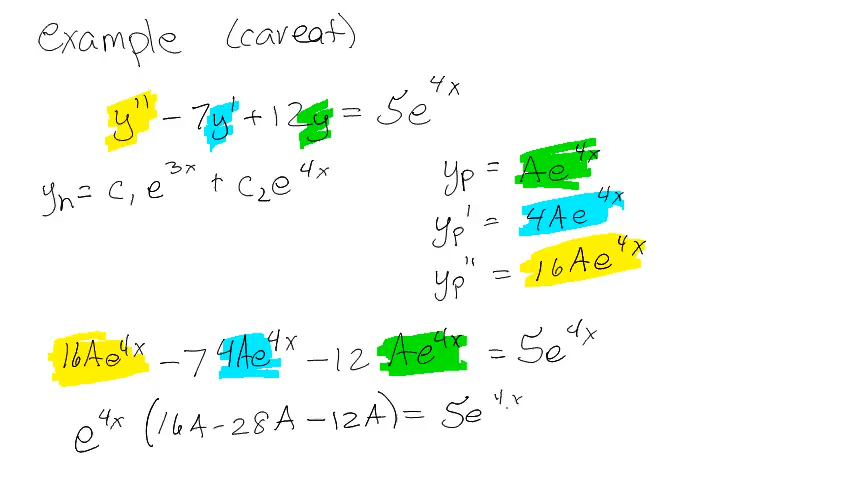 example (caveat)
y'' - 7y' + 12y = 5e^{4x}
y_h = c_1 e^{3x} + c_2 e^{4x}
y_p = Ae^{4x}
y_p' = 4Ae^{4x}
y_p'' = 16Ae^{4x}
16Ae^{4x} - 7 4Ae^{4x} - 12 Ae^{4x} = 5e^{4x}
e^{4x} (16A - 28A - 12A) = 5e^{4x}